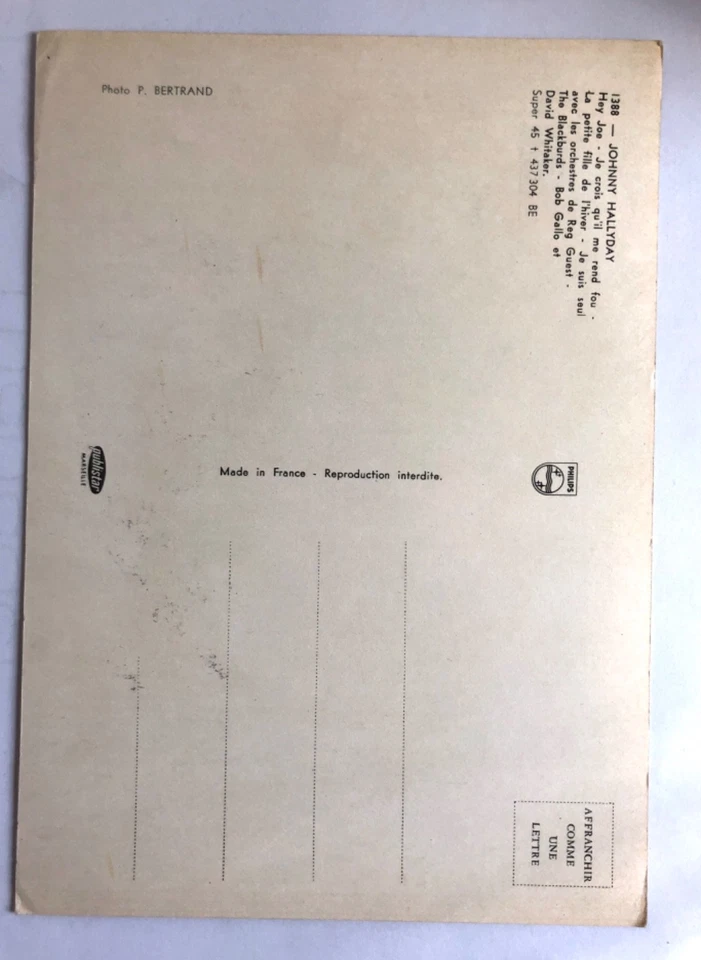 1388 — JOHNNY HALLYDAY
Hey Joe - Je crois qu'il me rend fou -
La petite fille de l'hiver - Je suis seul
avec les orchestres de Reg Guest -
The Blackburds - Bob Gallo et
David Whitaker.
Super 45 t 437 304 BE
Photo P. BERTRAND
PHILIPS
Made in France - Reproduction interdite.
publistar
MARSEILLE
AFFRANCHIR
COMME
UNE
LETTRE